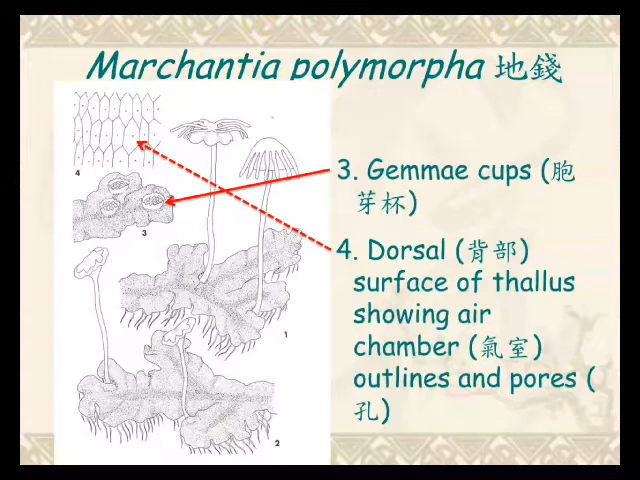 Marchantia polymorpha 地錢
4
3
1
2
3. Gemmae cups (胞
芽杯)
4. Dorsal (背部)
surface of thallus
showing air
chamber (氣室)
outlines and pores (
孔)